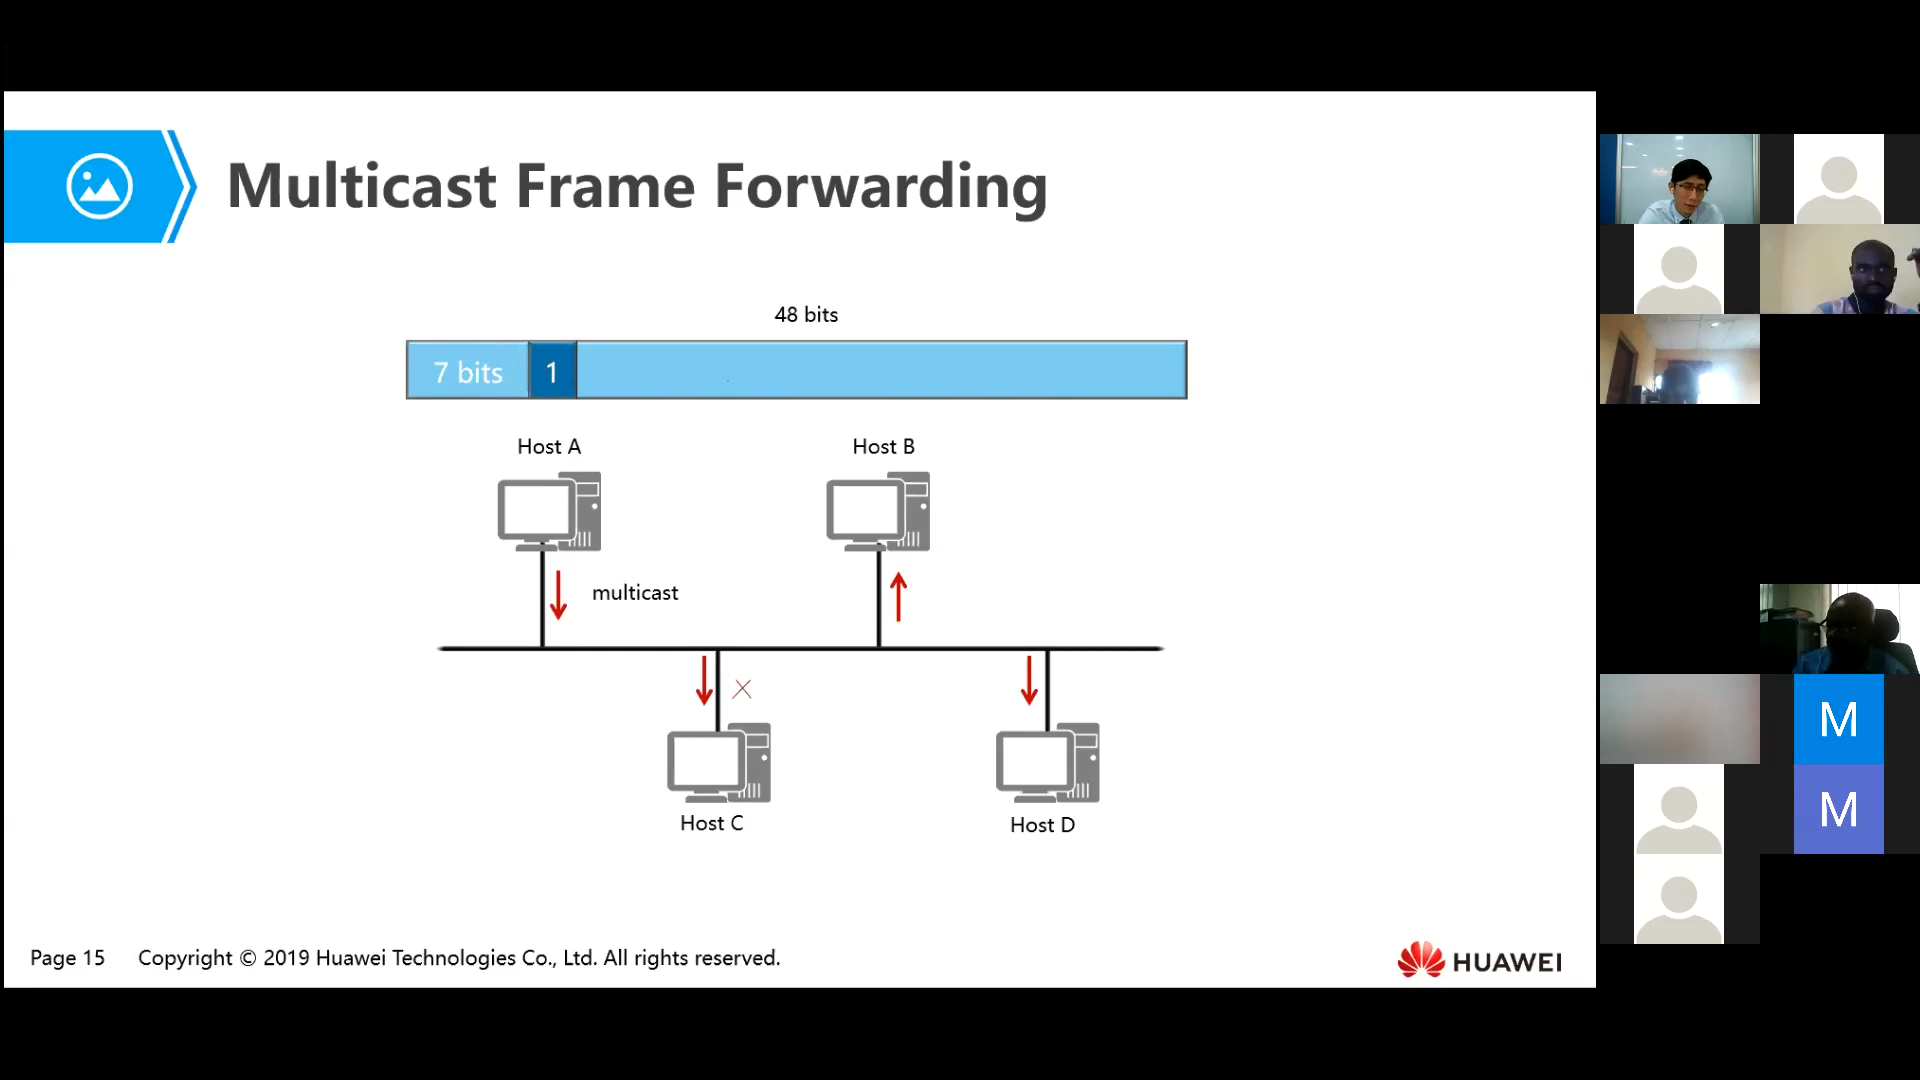 Multicast Frame Forwarding
48 bits
7 bits 1
Host A
Host B
multicast
Host C
Host D
Page 15 Copyright © 2019 Huawei Technologies Co., Ltd. All rights reserved.
HUAWEI
M
M